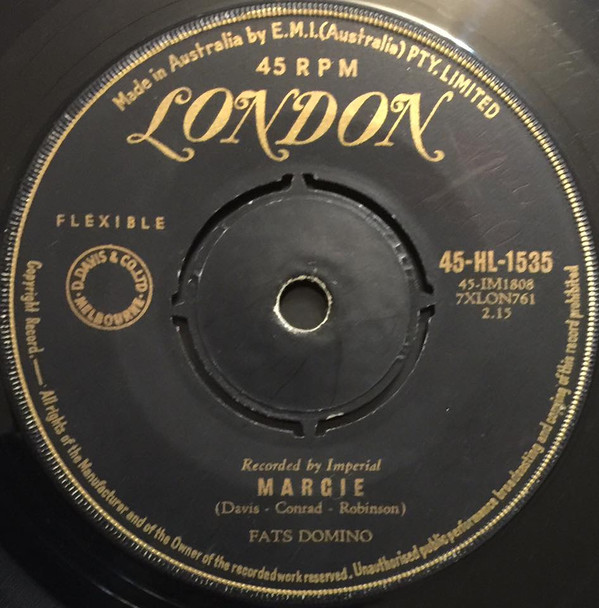 Made in Australia by E.M.I.(Australia) PTY. LIMITED
45 RPM
LONDON
FLEXIBLE
D.DAVIS & CO.LTD
MELBOURNE
45-HL-1535
45-IM1808
7XLON761
2.15
Recorded by Imperial
MARGIE
(Davis - Conrad - Robinson)
FATS DOMINO
Copyright Record. — All rights of the Manufacturer and of the Owner of the recorded work reserved. Unauthorised public performance broadcasting and copying of this record prohibited